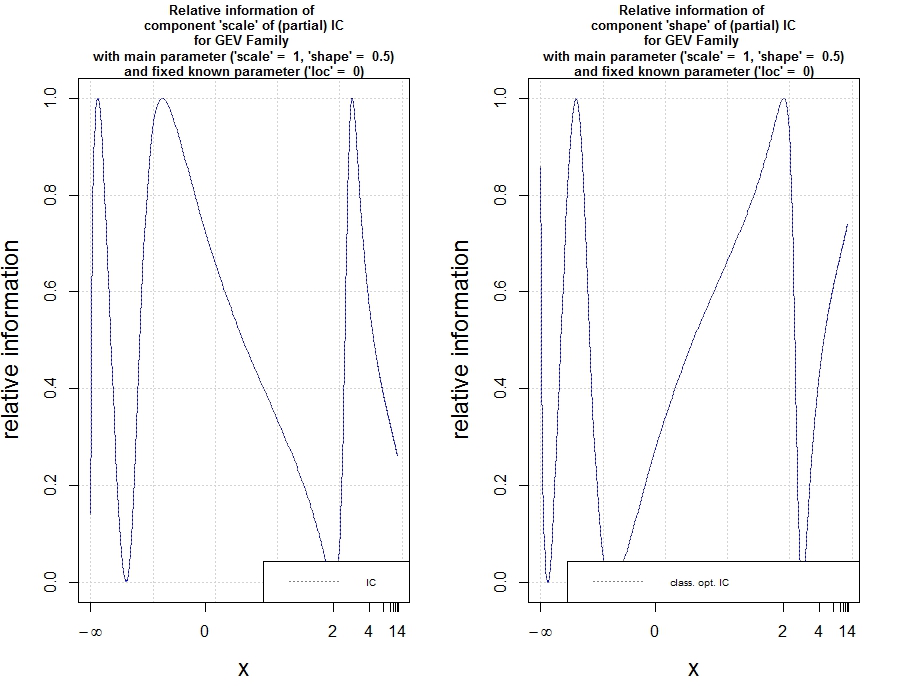 Relative information of
component 'scale' of (partial) IC
for GEV Family
with main parameter ('scale' = 1, 'shape' = 0.5)
and fixed known parameter ('loc' = 0)
relative information
1.0
0.8
0.6
0.4
0.2
0.0
IC
−∞ 0 2 4 14
x
Relative information of
component 'shape' of (partial) IC
for GEV Family
with main parameter ('scale' = 1, 'shape' = 0.5)
and fixed known parameter ('loc' = 0)
relative information
1.0
0.8
0.6
0.4
0.2
0.0
class. opt. IC
−∞ 0 2 4 14
x